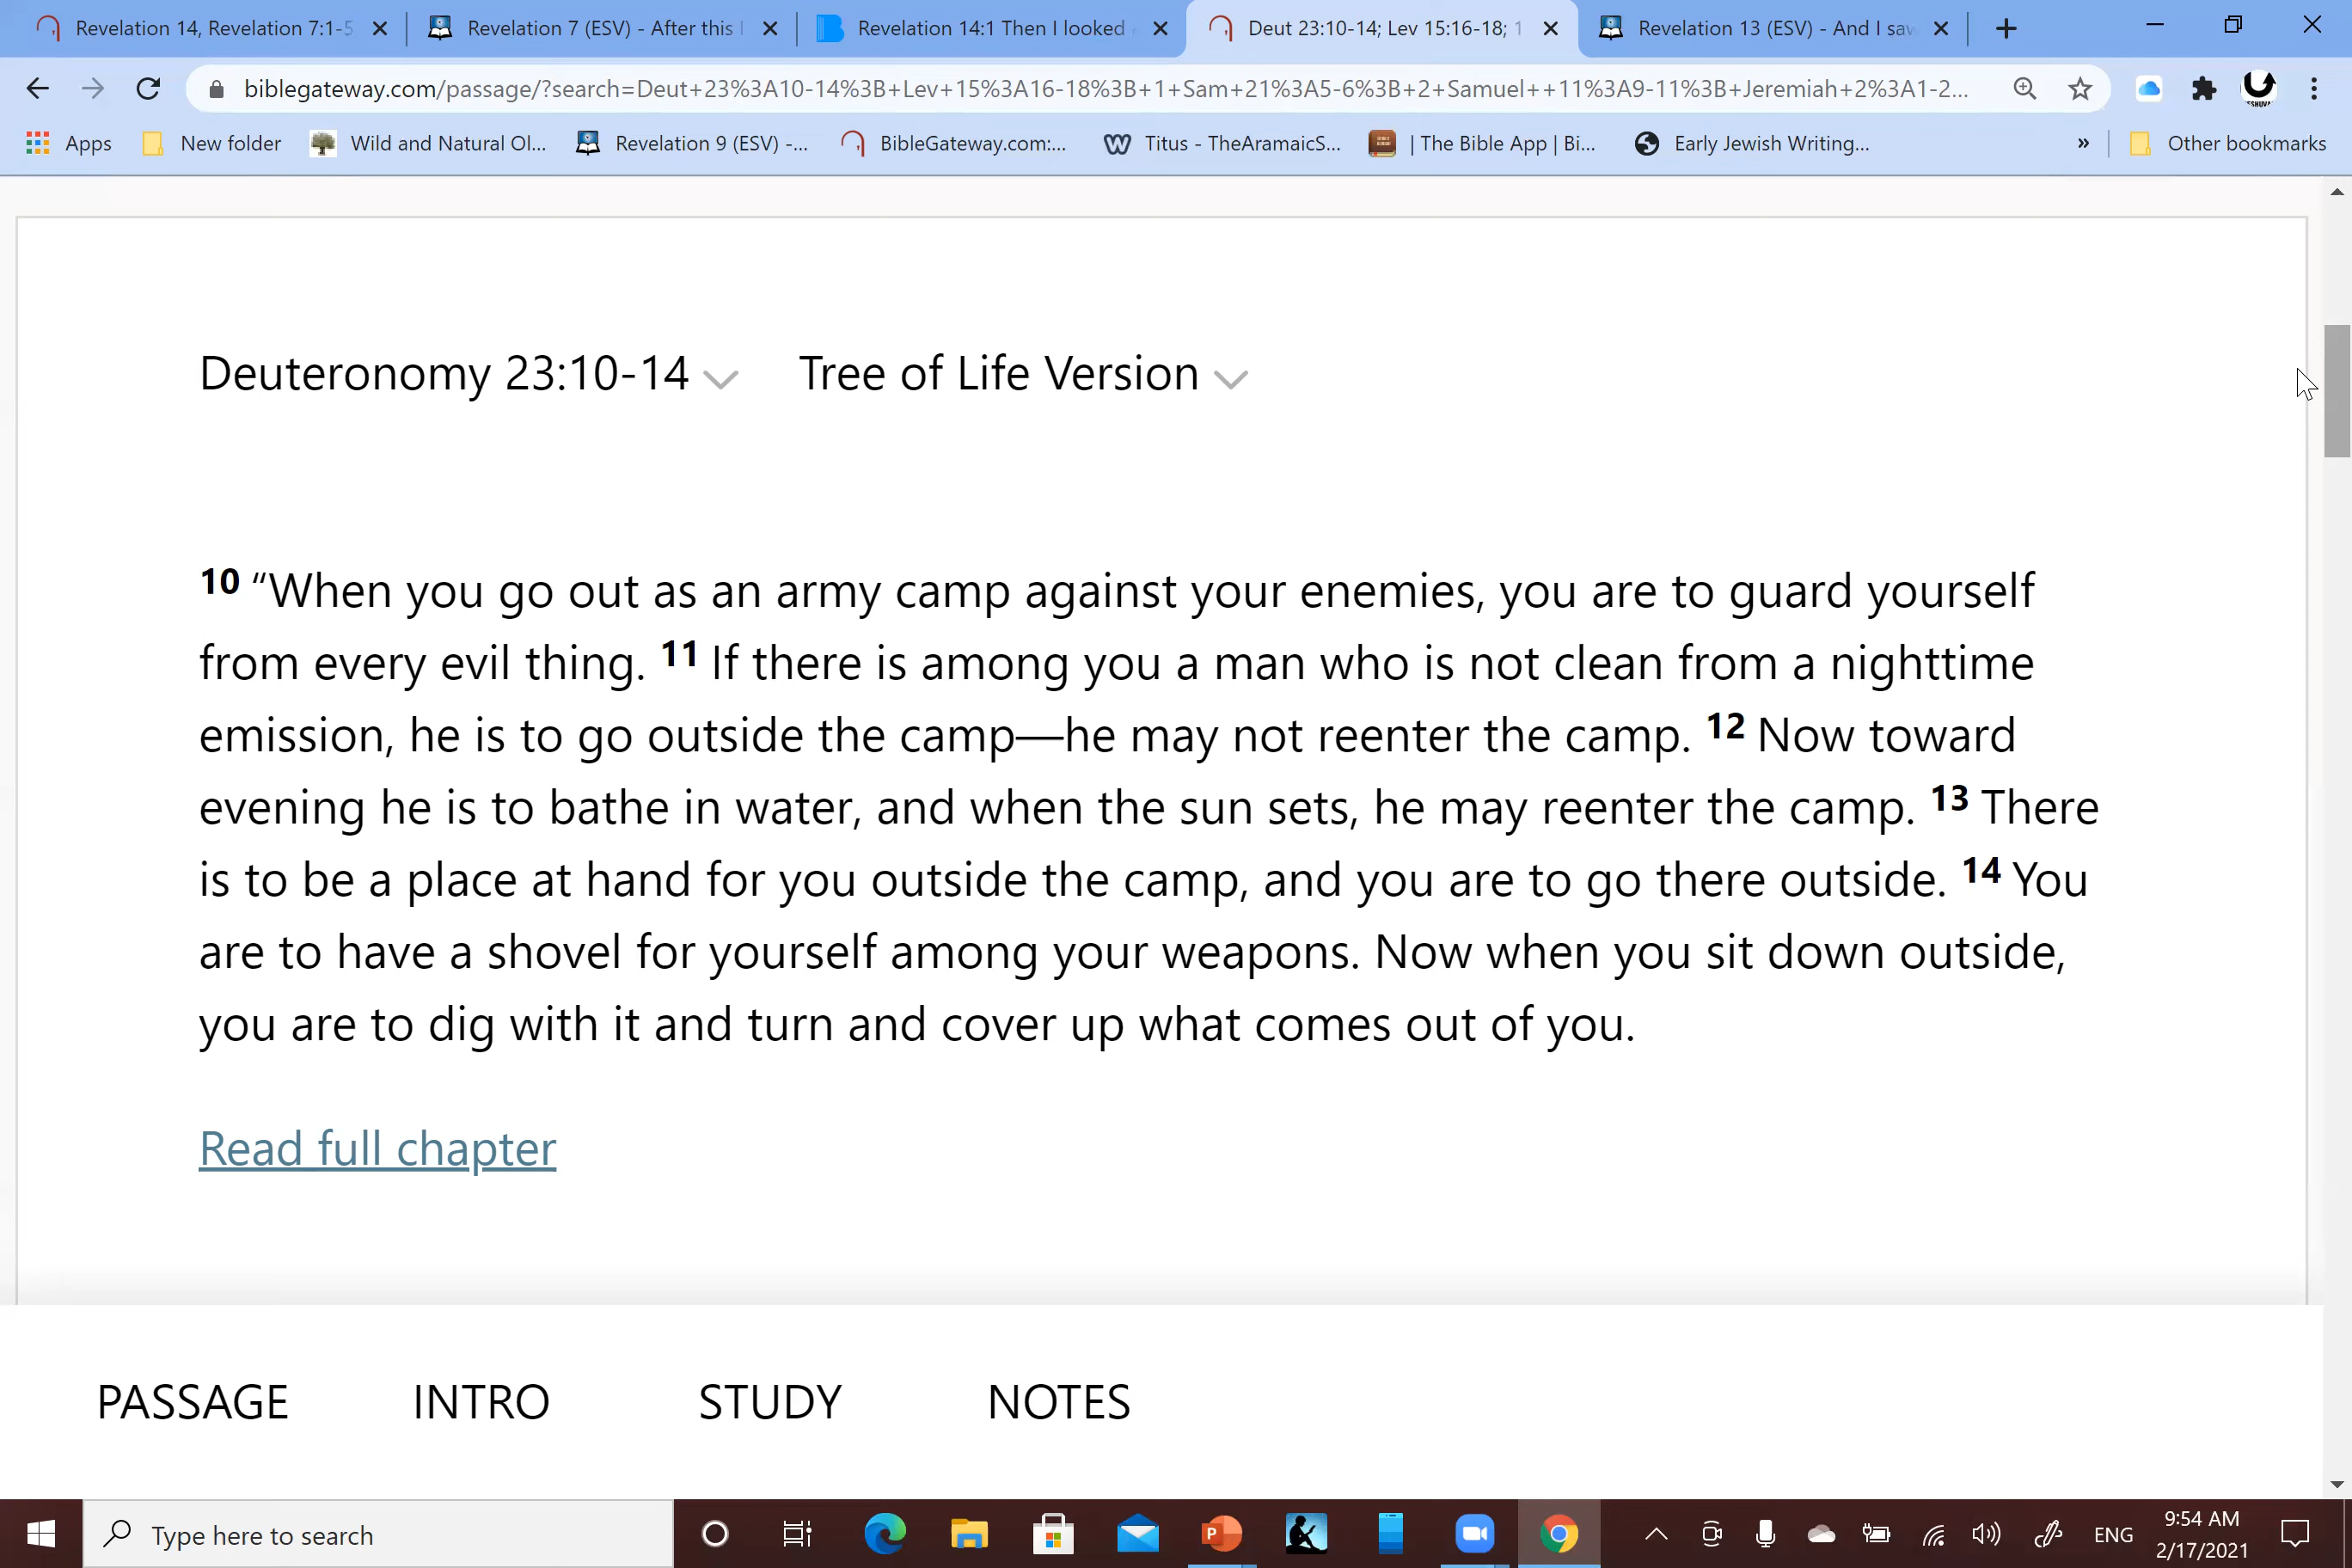 Revelation 14, Revelation 7:1-5
Revelation 7 (ESV) - After this I
Revelation 14:1 Then I looked
Deut 23:10-14; Lev 15:16-18; 1
Revelation 13 (ESV) - And I saw
biblegateway.com/passage/?search=Deut+23%3A10-14%3B+Lev+15%3A16-18%3B+1+Sam+21%3A5-6%3B+2+Samuel++11%3A9-11%3B+Jeremiah+2%3A1-2...
Apps
New folder
Wild and Natural Ol...
Revelation 9 (ESV) -...
BibleGateway.com:...
Titus - TheAramaicS...
| The Bible App | Bi...
Early Jewish Writing...
»
Other bookmarks
Deuteronomy 23:10-14 Tree of Life Version
10 “When you go out as an army camp against your enemies, you are to guard yourself
from every evil thing. 11 If there is among you a man who is not clean from a nighttime
emission, he is to go outside the camp—he may not reenter the camp. 12 Now toward
evening he is to bathe in water, and when the sun sets, he may reenter the camp. 13 There
is to be a place at hand for you outside the camp, and you are to go there outside. 14 You
are to have a shovel for yourself among your weapons. Now when you sit down outside,
you are to dig with it and turn and cover up what comes out of you.
Read full chapter
PASSAGE INTRO STUDY NOTES
Type here to search
ENG
9:54 AM
2/17/2021